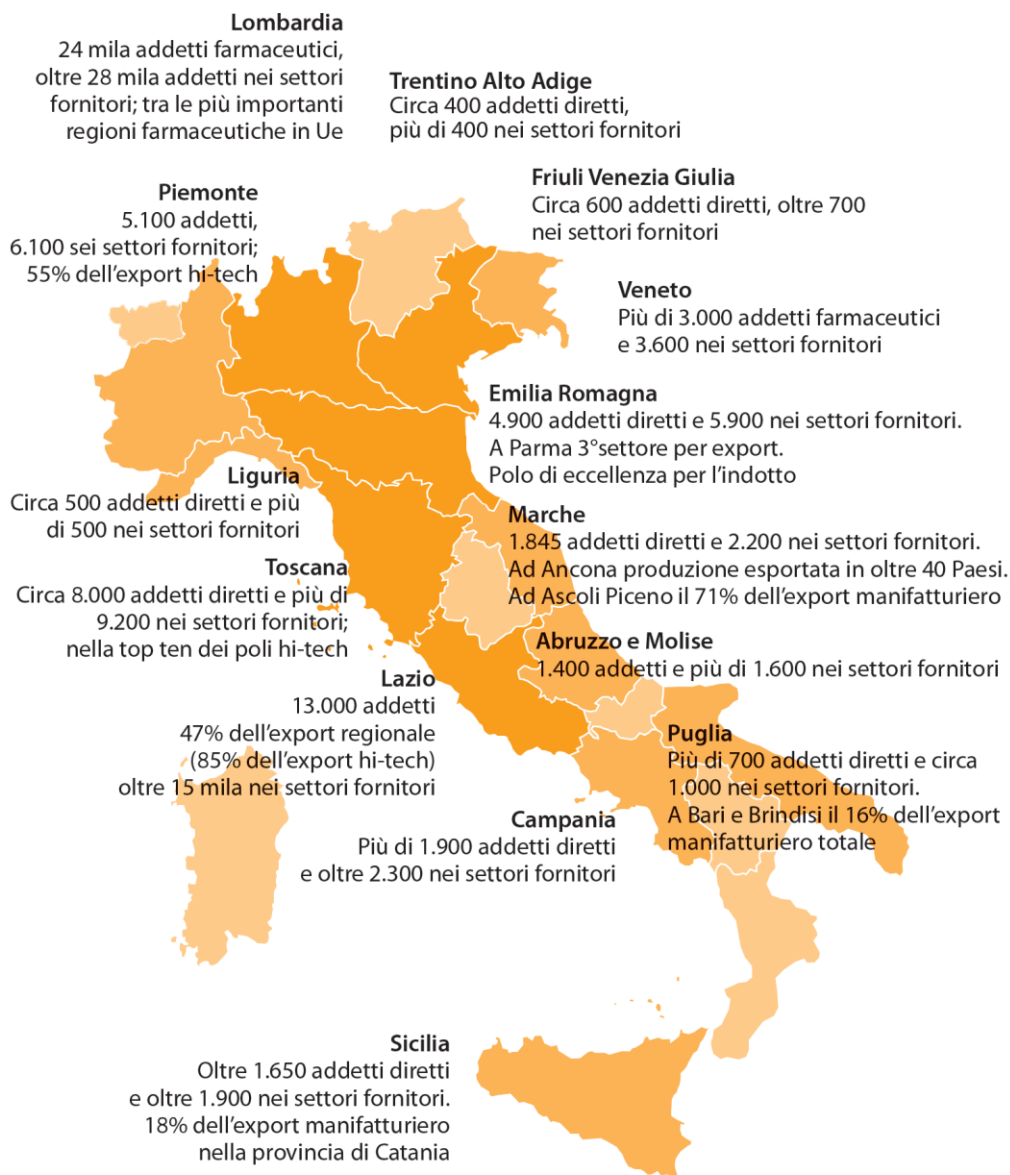 Lombardia
24 mila addetti farmaceutici,
oltre 28 mila addetti nei settori
fornitori; tra le più importanti
regioni farmaceutiche in Ue
Trentino Alto Adige
Circa 400 addetti diretti,
più di 400 nei settori fornitori
Piemonte
5.100 addetti,
6.100 sei settori fornitori;
55% dell’export hi-tech
Friuli Venezia Giulia
Circa 600 addetti diretti, oltre 700
nei settori fornitori
Veneto
Più di 3.000 addetti farmaceutici
e 3.600 nei settori fornitori
Emilia Romagna
4.900 addetti diretti e 5.900 nei settori fornitori.
A Parma 3°settore per export.
Polo di eccellenza per l’indotto
Liguria
Circa 500 addetti diretti e più
di 500 nei settori fornitori
Marche
1.845 addetti diretti e 2.200 nei settori fornitori.
Ad Ancona produzione esportata in oltre 40 Paesi.
Ad Ascoli Piceno il 71% dell’export manifatturiero
Toscana
Circa 8.000 addetti diretti e più di
9.200 nei settori fornitori;
nella top ten dei poli hi-tech
Abruzzo e Molise
1.400 addetti e più di 1.600 nei settori fornitori
Lazio
13.000 addetti
47% dell’export regionale
(85% dell’export hi-tech)
oltre 15 mila nei settori fornitori
Puglia
Più di 700 addetti diretti e circa
1.000 nei settori fornitori.
A Bari e Brindisi il 16% dell’export
manifatturiero totale
Campania
Più di 1.900 addetti diretti
e oltre 2.300 nei settori fornitori
Sicilia
Oltre 1.650 addetti diretti
e oltre 1.900 nei settori fornitori.
18% dell’export manifatturiero
nella provincia di Catania